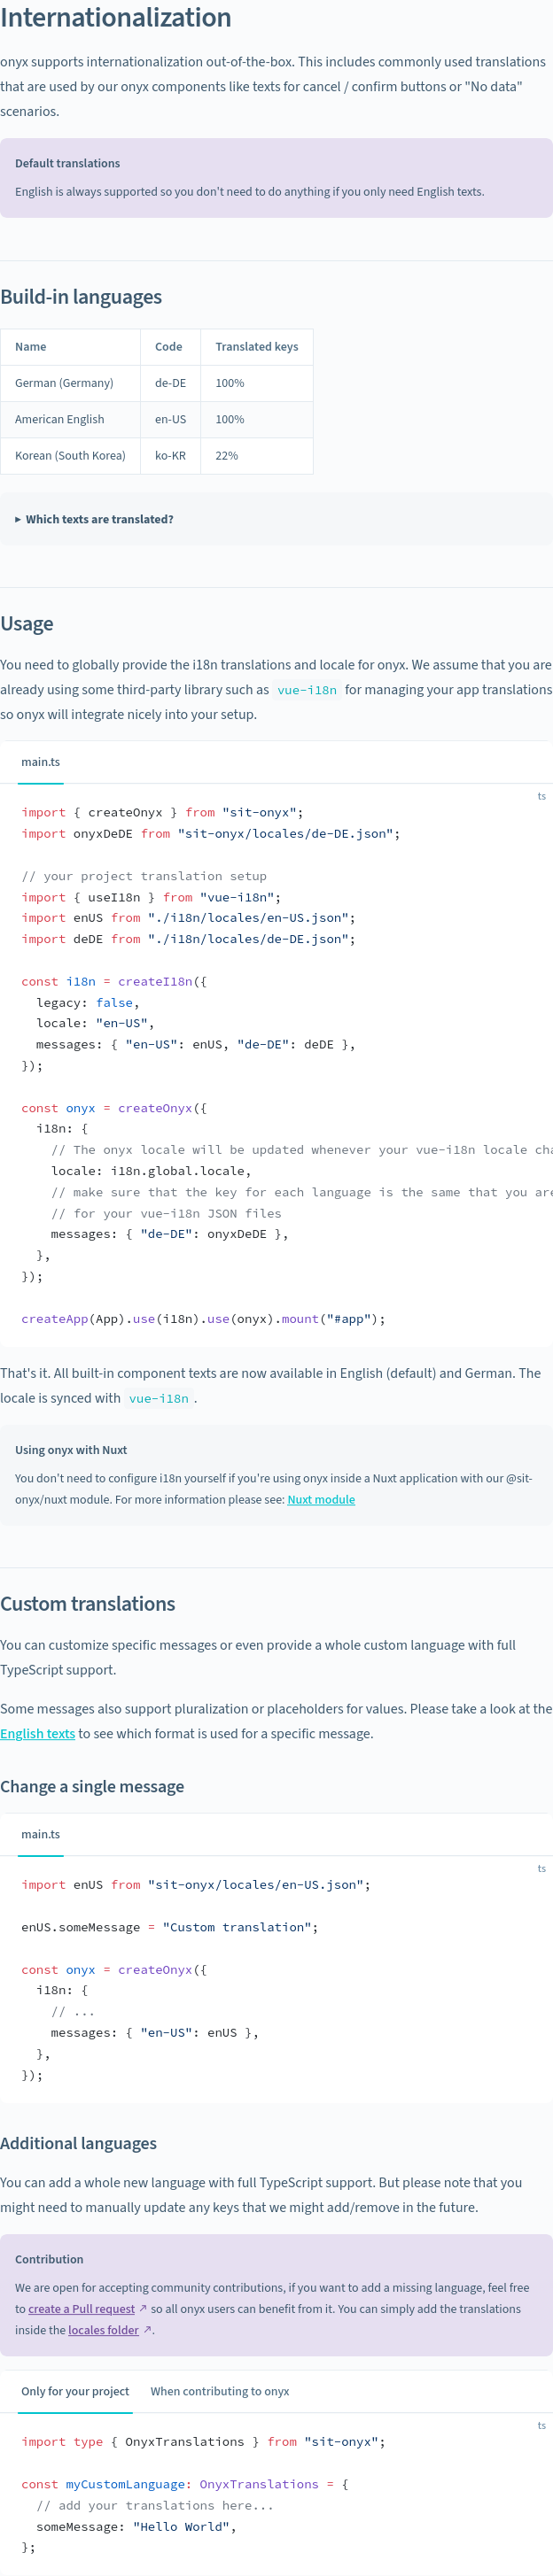 Internationalization
onyx supports internationalization out-of-the-box. This includes commonly used translations
that are used by our onyx components like texts for cancel / confirm buttons or "No data"
scenarios.
Default translations
English is always supported so you don't need to do anything if you only need English texts.
Build-in languages
Name Code Translated keys
German (Germany) de-DE 100%
American English en-US 100%
Korean (South Korea) ko-KR 22%
▸ Which texts are translated?
Usage
You need to globally provide the i18n translations and locale for onyx. We assume that you are
already using some third-party library such as vue-i18n for managing your app translations
so onyx will integrate nicely into your setup.
main.ts
ts
import { createOnyx } from "sit-onyx";
import onyxDeDE from "sit-onyx/locales/de-DE.json";
// your project translation setup
import { useI18n } from "vue-i18n";
import enUS from "./i18n/locales/en-US.json";
import deDE from "./i18n/locales/de-DE.json";
const i18n = createI18n({
  legacy: false,
  locale: "en-US",
  messages: { "en-US": enUS, "de-DE": deDE },
});
const onyx = createOnyx({
  i18n: {
    // The onyx locale will be updated whenever your vue-i18n locale cha
    locale: i18n.global.locale,
    // make sure that the key for each language is the same that you are
    // for your vue-i18n JSON files
    messages: { "de-DE": onyxDeDE },
  },
});
createApp(App).use(i18n).use(onyx).mount("#app");
That's it. All built-in component texts are now available in English (default) and German. The
locale is synced with vue-i18n.
Using onyx with Nuxt
You don't need to configure i18n yourself if you're using onyx inside a Nuxt application with our @sit-
onyx/nuxt module. For more information please see: Nuxt module
Custom translations
You can customize specific messages or even provide a whole custom language with full
TypeScript support.
Some messages also support pluralization or placeholders for values. Please take a look at the
English texts to see which format is used for a specific message.
Change a single message
main.ts
ts
import enUS from "sit-onyx/locales/en-US.json";
enUS.someMessage = "Custom translation";
const onyx = createOnyx({
  i18n: {
    // ...
    messages: { "en-US": enUS },
  },
});
Additional languages
You can add a whole new language with full TypeScript support. But please note that you
might need to manually update any keys that we might add/remove in the future.
Contribution
We are open for accepting community contributions, if you want to add a missing language, feel free
to create a Pull request ↗ so all onyx users can benefit from it. You can simply add the translations
inside the locales folder ↗.
Only for your project When contributing to onyx
ts
import type { OnyxTranslations } from "sit-onyx";
const myCustomLanguage: OnyxTranslations = {
  // add your translations here...
  someMessage: "Hello World",
};